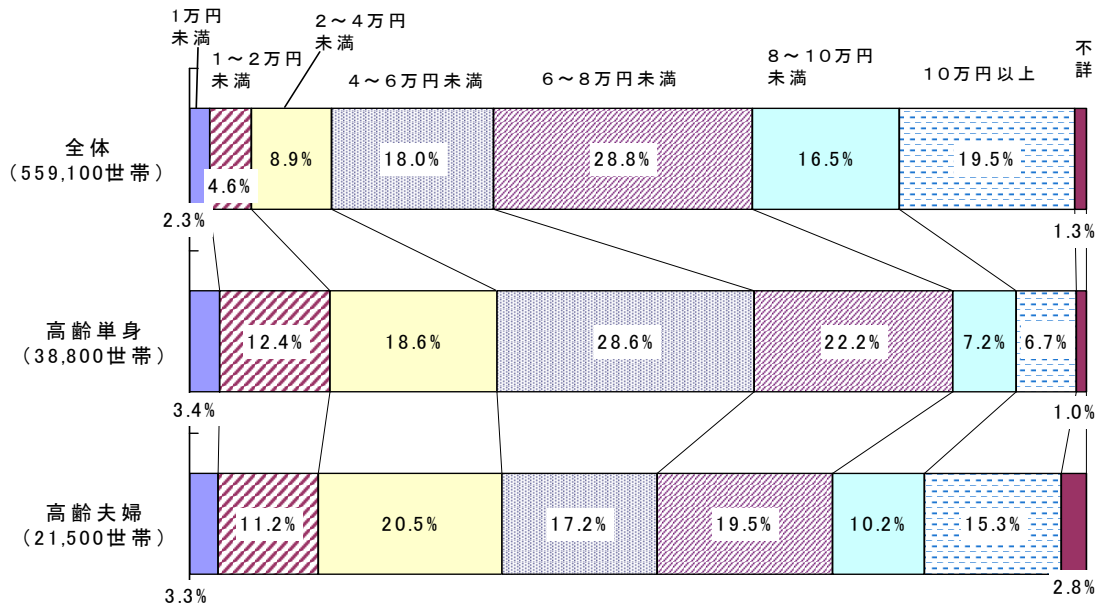 1万円
未満
1～2万円
未満
2～4万円
未満
4～6万円未満
6～8万円未満
8～10万円
未満
10万円以上
不
詳
全体
(559,100世帯)
2.3%
4.6%
8.9%
18.0%
28.8%
16.5%
19.5%
1.3%
高齢単身
(38,800世帯)
3.4%
12.4%
18.6%
28.6%
22.2%
7.2%
6.7%
1.0%
高齢夫婦
(21,500世帯)
3.3%
11.2%
20.5%
17.2%
19.5%
10.2%
15.3%
2.8%